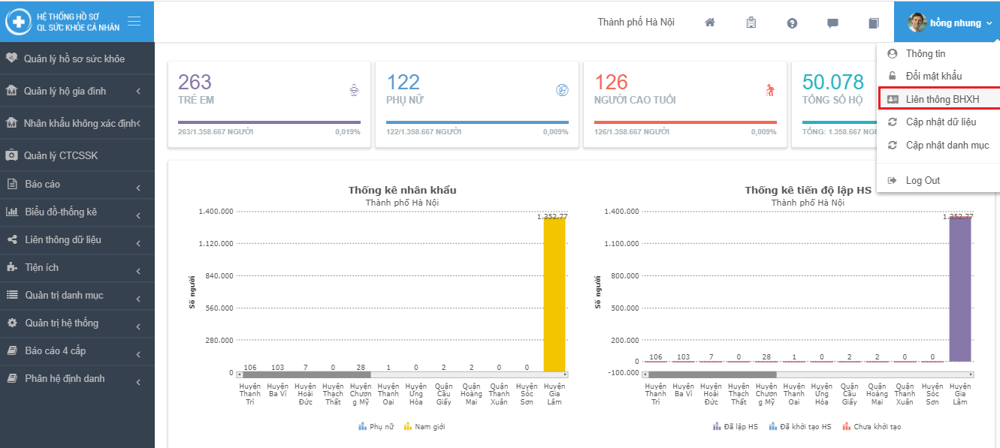 HỆ THỐNG HỒ SƠ
QL SỨC KHỎE CÁ NHÂN
Thành phố Hà Nội
hồng nhung
Quản lý hồ sơ sức khỏe
Quản lý hộ gia đình
Nhân khẩu không xác định
Quản lý CTCSSK
Báo cáo
Biểu đồ-thống kê
Liên thông dữ liệu
Tiện ích
Quản trị danh mục
Quản trị hệ thống
Báo cáo 4 cấp
Phân hệ định danh
Thông tin
Đổi mật khẩu
Liên thông BHXH
Cập nhật dữ liệu
Cập nhật danh mục
Log Out
263
TRẺ EM
263/1.358.667 NGƯỜI 0,019%
122
PHỤ NỮ
122/1.358.667 NGƯỜI 0,009%
126
NGƯỜI CAO TUỔI
126/1.358.667 NGƯỜI 0,009%
50.078
TỔNG SỐ HỘ
TỔNG: 1.358.667
Thống kê nhân khẩu
Thành phố Hà Nội
Số người
1.400.000
1.120.000
840.000
560.000
280.000
0
1.352.77
106 103 7 0 28 1 0 2 2 0 0
Huyện Thanh Trì
Huyện Ba Vì
Huyện Hoài Đức
Huyện Thạch Thất
Huyện Chươn g Mỹ
Huyện Thanh Oai
Huyện Ứng Hòa
Quận Cầu Giấy
Quận Hoàng Mai
Quận Thanh Xuân
Huyện Sóc Sơn
Huyện Gia Lâm
Phụ nữ Nam giới
Thống kê tiến độ lập HS
Thành phố Hà Nội
Số người
1.400.000
1.100.000
800.000
500.000
200.000
0
-100.000
1.352.77
106 103 7 0 28 1 0 2 2 0 0
Huyện Thanh Trì
Huyện Ba Vì
Huyện Hoài Đức
Huyện Thạch Thất
Huyện Chươn g Mỹ
Huyện Thanh Oai
Huyện Ứng Hòa
Quận Cầu Giấy
Quận Hoàng Mai
Quận Thanh Xuân
Huyện Sóc Sơn
Huyện Gia Lâm
Đã lập HS Đã khởi tạo HS Chưa khởi tạo